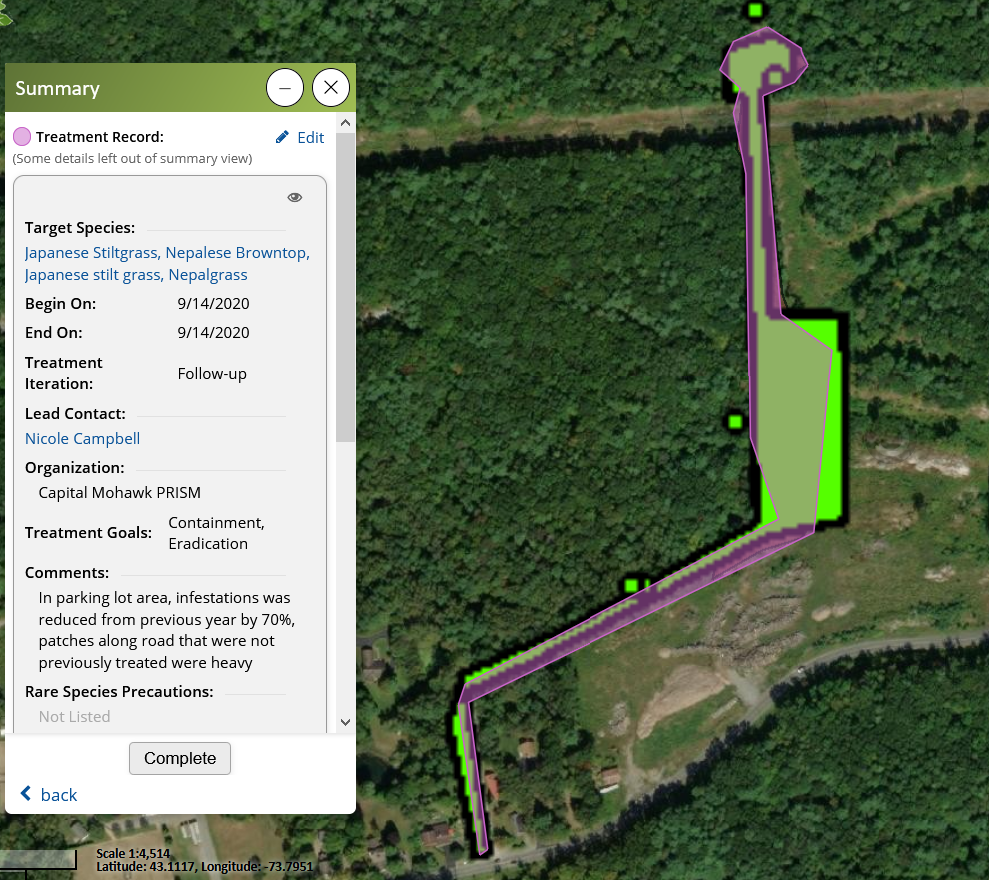 Summary
Treatment Record:
Edit
(Some details left out of summary view)
Target Species:
Japanese Stiltgrass, Nepalese Browntop,
Japanese stilt grass, Nepalgrass
Begin On: 9/14/2020
End On: 9/14/2020
Treatment
Iteration:
Follow-up
Lead Contact:
Nicole Campbell
Organization:
Capital Mohawk PRISM
Treatment Goals:
Containment,
Eradication
Comments:
In parking lot area, infestations was
reduced from previous year by 70%,
patches along road that were not
previously treated were heavy
Rare Species Precautions:
Not Listed
Complete
back
Scale 1:4,514
Latitude: 43.1117, Longitude: -73.7951